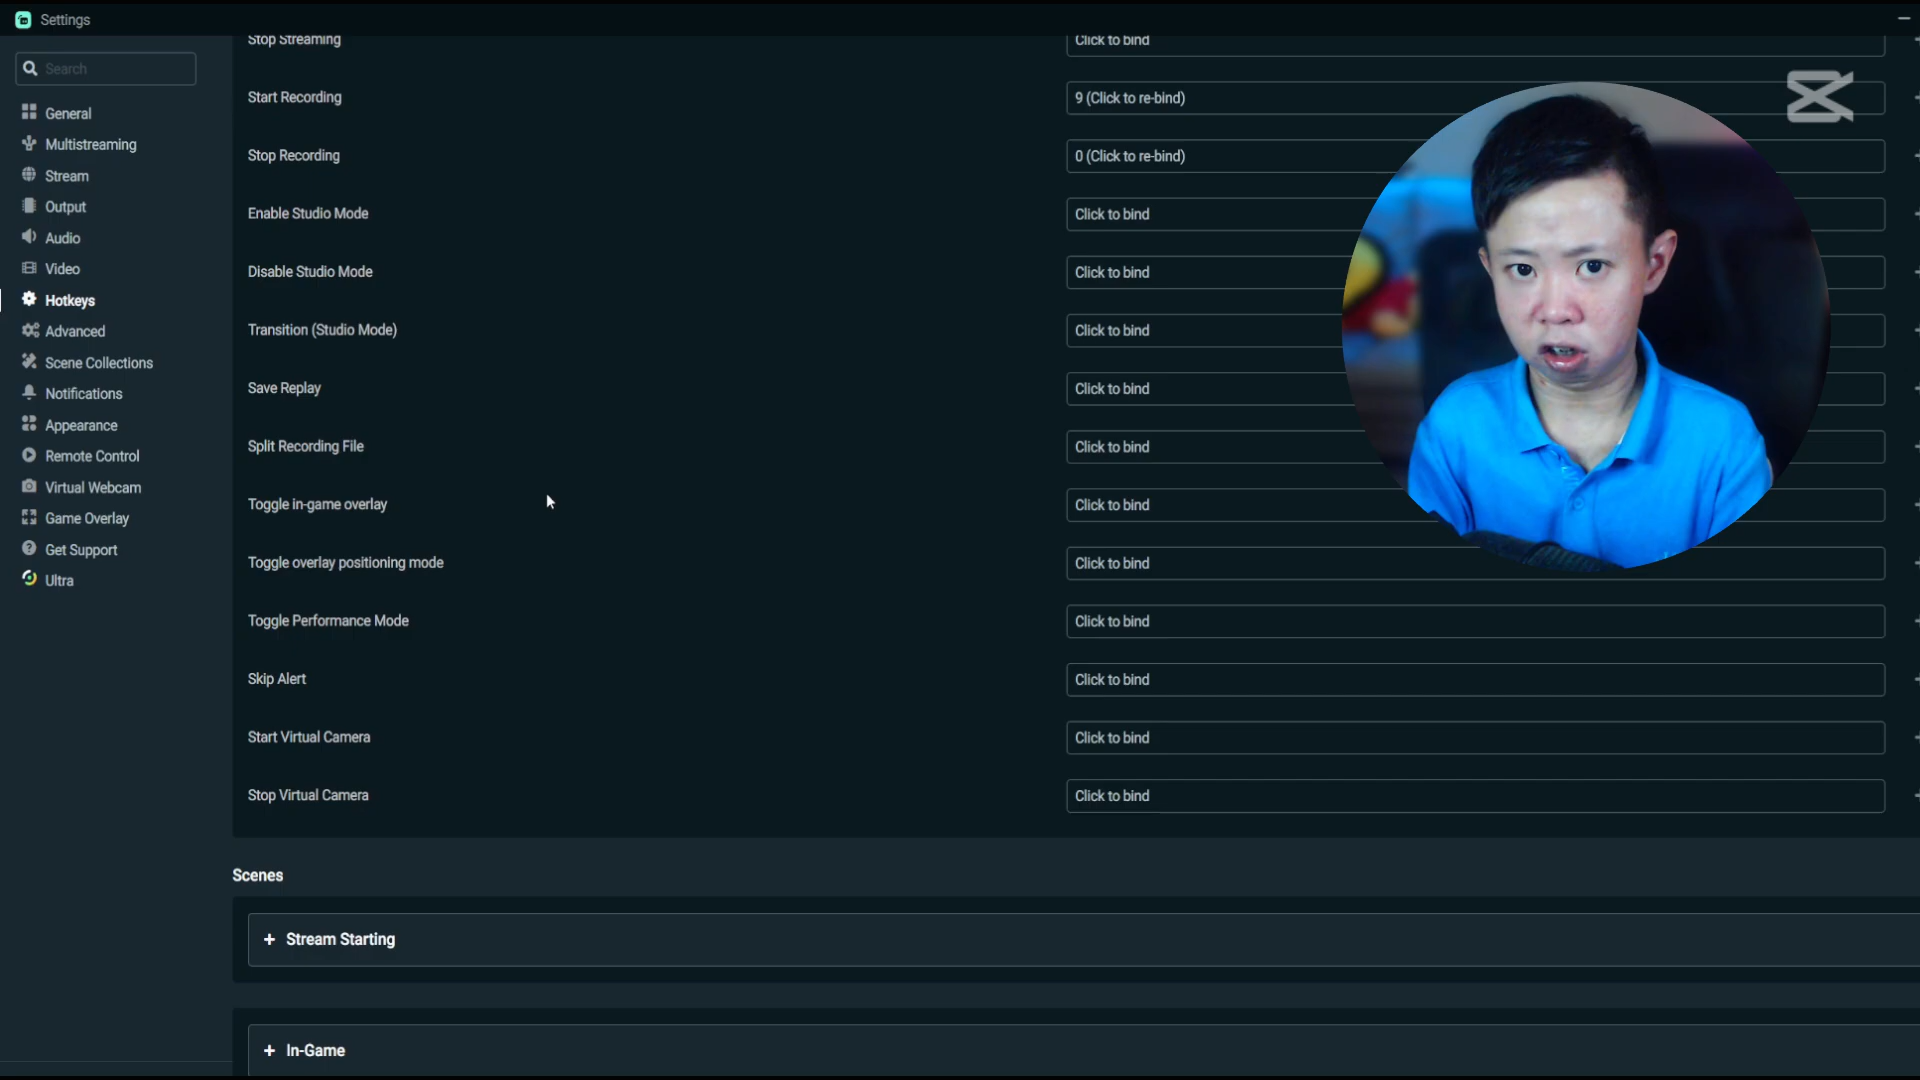 Settings
Search
General
Multistreaming
Stream
Output
Audio
Video
Hotkeys
Advanced
Scene Collections
Notifications
Appearance
Remote Control
Virtual Webcam
Game Overlay
Get Support
Ultra
Stop Streaming
Click to bind
Start Recording
9 (Click to re-bind)
Stop Recording
0 (Click to re-bind)
Enable Studio Mode
Click to bind
Disable Studio Mode
Click to bind
Transition (Studio Mode)
Click to bind
Save Replay
Click to bind
Split Recording File
Click to bind
Toggle in-game overlay
Click to bind
Toggle overlay positioning mode
Click to bind
Toggle Performance Mode
Click to bind
Skip Alert
Click to bind
Start Virtual Camera
Click to bind
Stop Virtual Camera
Click to bind
Scenes
+ Stream Starting
+ In-Game